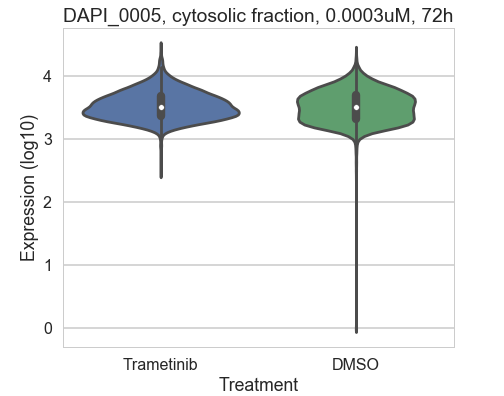 DAPI_0005, cytosolic fraction, 0.0003uM, 72h
Expression (log10)
4
3
2
1
0
Trametinib
DMSO
Treatment